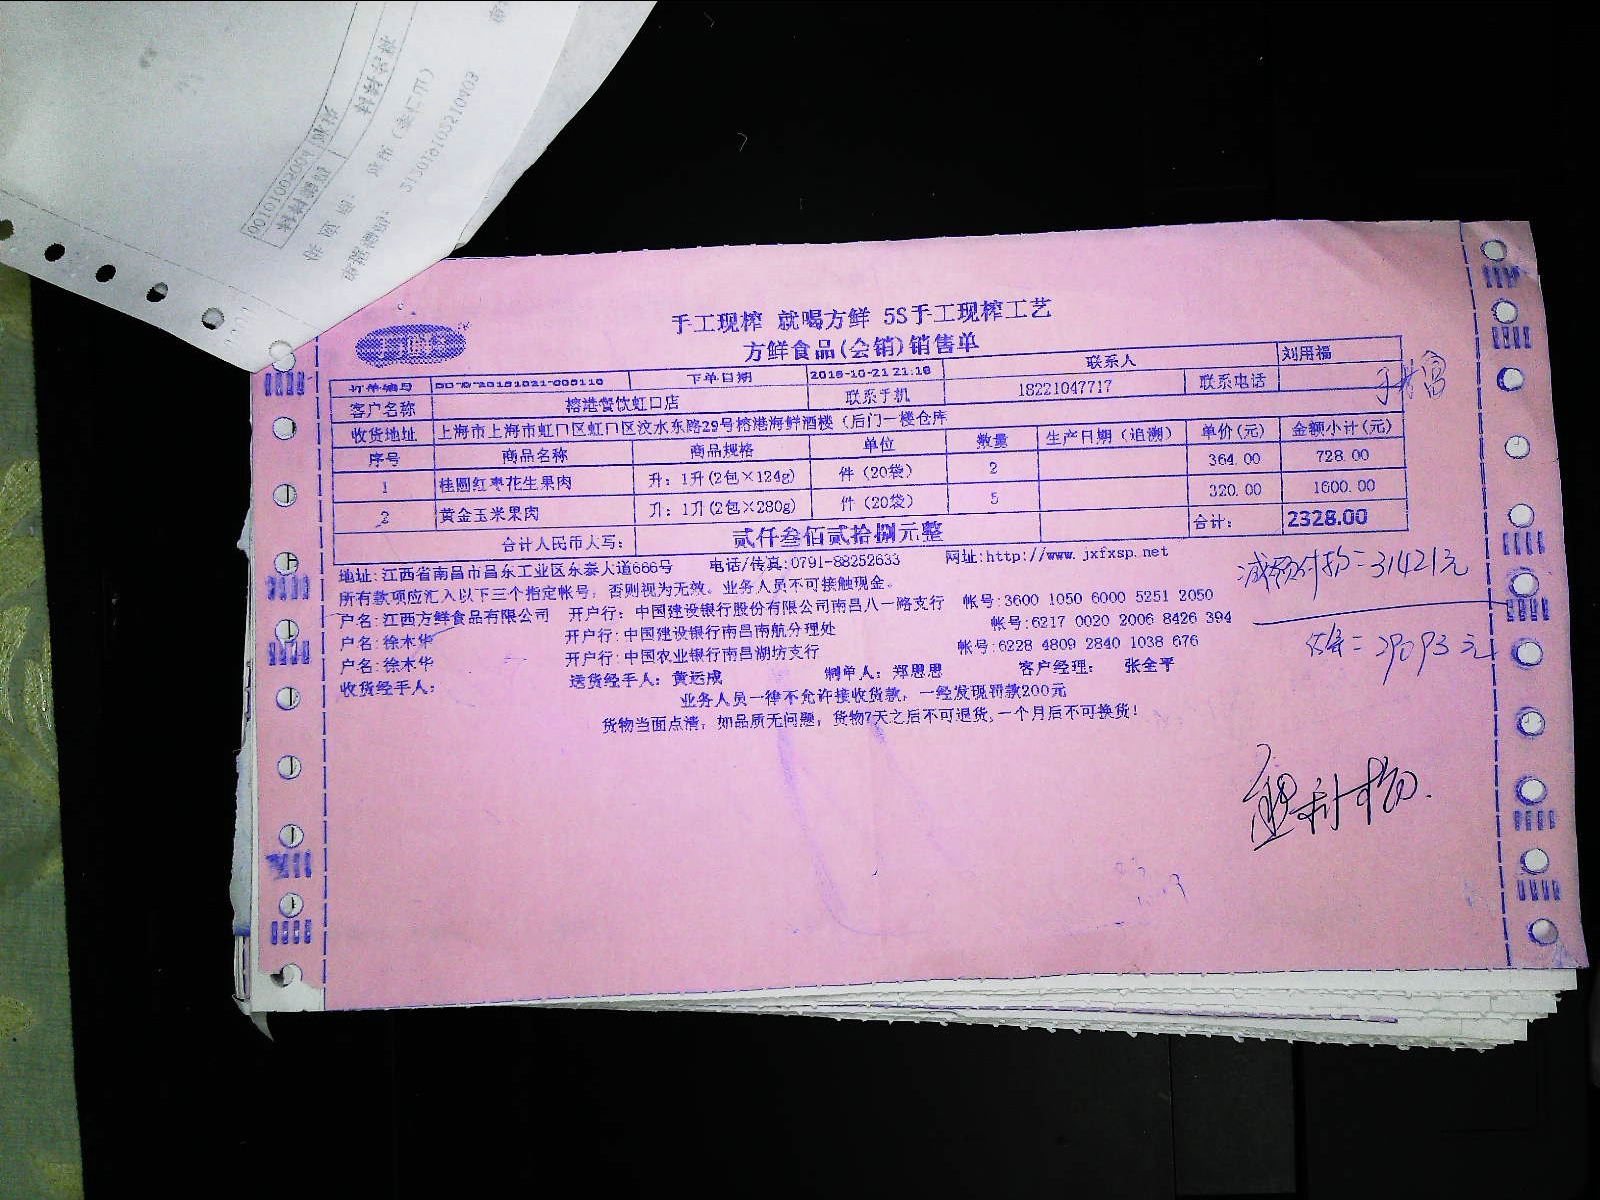 手工现榨 就喝方鲜 5S手工现榨工艺
方鲜食品(会销)销售单
订单编号 下单日期 2015-10-21 21:18 联系人 刘用福
客户名称 榕港餐饮虹口店 联系手机 18221047717 联系电话
收货地址 上海市上海市虹口区虹口区汶水东路29号榕港海鲜酒楼（后门一楼仓库
序号 商品名称 商品规格 单位 数量 生产日期（追溯） 单价(元) 金额小计(元)
1 桂圆红枣花生果肉 升: 1升(2包×124g) 件（20袋） 2 364.00 728.00
2 黄金玉米果肉 升: 1升(2包×280g) 件（20袋） 5 320.00 1600.00
合计人民币大写: 贰仟叁佰贰拾捌元整 合计: 2328.00
地址:江西省南昌市昌东工业区东泰大道666号 电话/传真:0791-88252633 网址:http://www.jxfxsp.net
所有款项应汇入以下三个指定帐号，否则视为无效。业务人员不可接触现金。
户名:江西方鲜食品有限公司 开户行: 中国建设银行股份有限公司南昌八一路支行 帐号:3600 1050 6000 5251 2050
户名:徐木华 开户行:中国建设银行南昌南航分理处 帐号:6217 0020 2006 8426 394
户名:徐木华 开户行:中国农业银行南昌湖坊支行 帐号:6228 4809 2840 1038 676
收货经手人: 送货经手人: 黄远成 制单人: 郑恩恩 客户经理: 张全平
业务人员一律不允许接收货款，一经发现罚款200元
货物当面点清，如品质无问题，货物7天之后不可退货,一个月后不可换货!
=31421元
=29093元